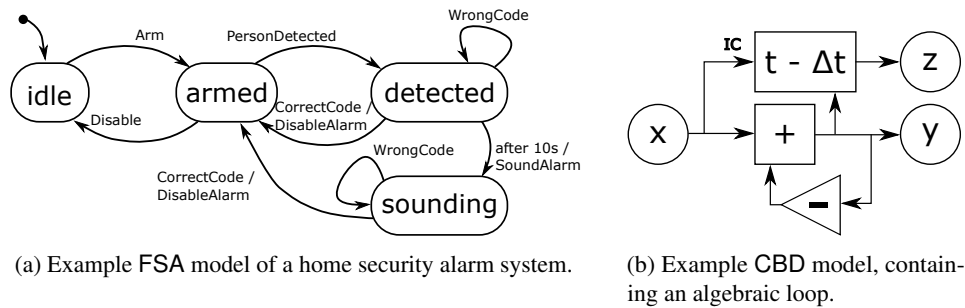 WrongCode
Arm
PersonDetected
IC
t - Δt
z
idle
armed
detected
CorrectCode /
DisableAlarm
Disable
x
+
y
WrongCode
after 10s /
SoundAlarm
CorrectCode /
DisableAlarm
sounding
-
(a) Example FSA model of a home security alarm system.
(b) Example CBD model, contain-
ing an algebraic loop.